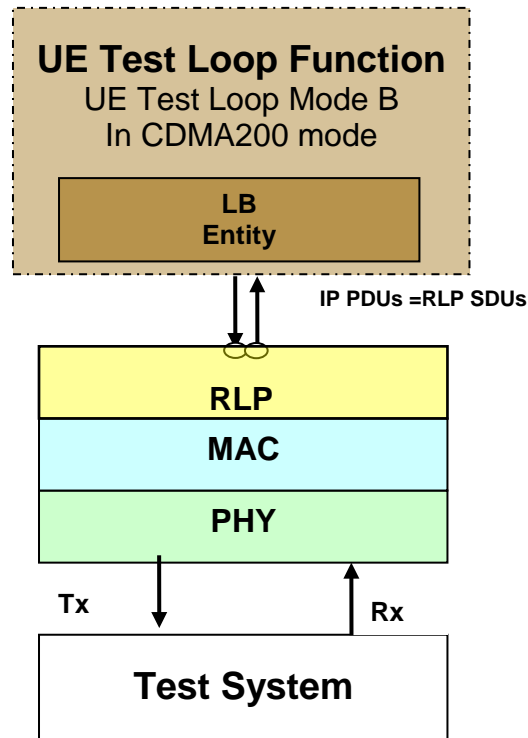 UE Test Loop Function
UE Test Loop Mode B
In CDMA200 mode
LB
Entity
IP PDUs =RLP SDUs
RLP
MAC
PHY
Tx
Rx
Test System